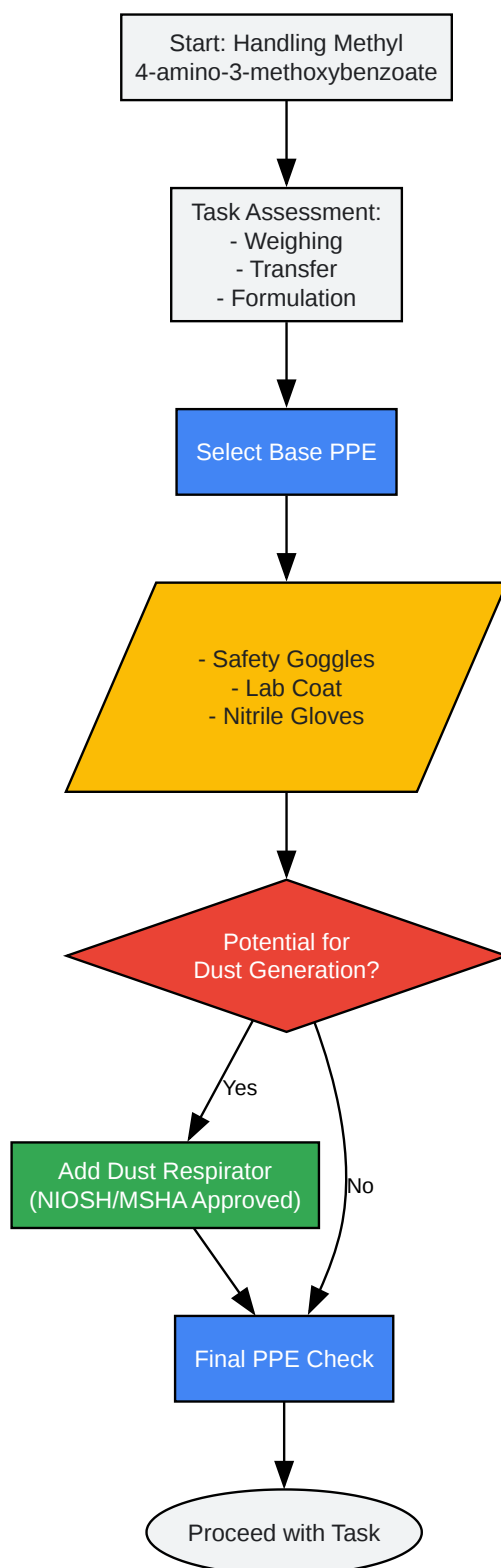 Start: Handling Methyl
4-amino-3-methoxybenzoate
Task Assessment:
- Weighing
- Transfer
- Formulation
Select Base PPE
- Safety Goggles
- Lab Coat
- Nitrile Gloves
Potential for
Dust Generation?
Yes
Add Dust Respirator
(NIOSH/MSHA Approved)
No
Final PPE Check
Proceed with Task